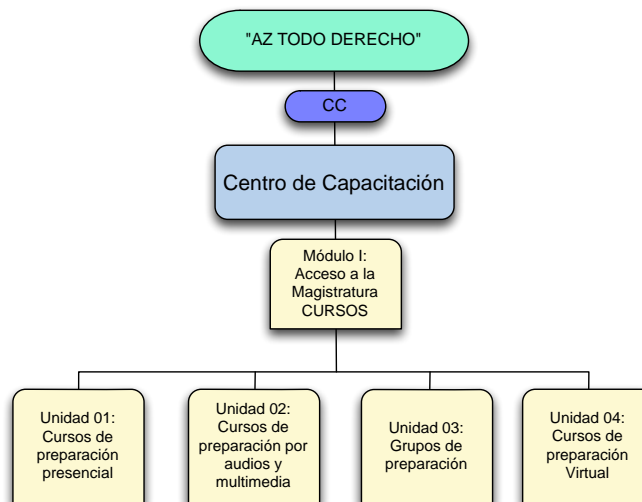 "AZ TODO DERECHO"
CC
Centro de Capacitación
Módulo I:
Acceso a la
Magistratura
CURSOS
Unidad 01:
Cursos de
preparación
presencial
Unidad 02:
Cursos de
preparación por
audios y
multimedia
Unidad 03:
Grupos de
preparación
Unidad 04:
Cursos de
preparación
Virtual